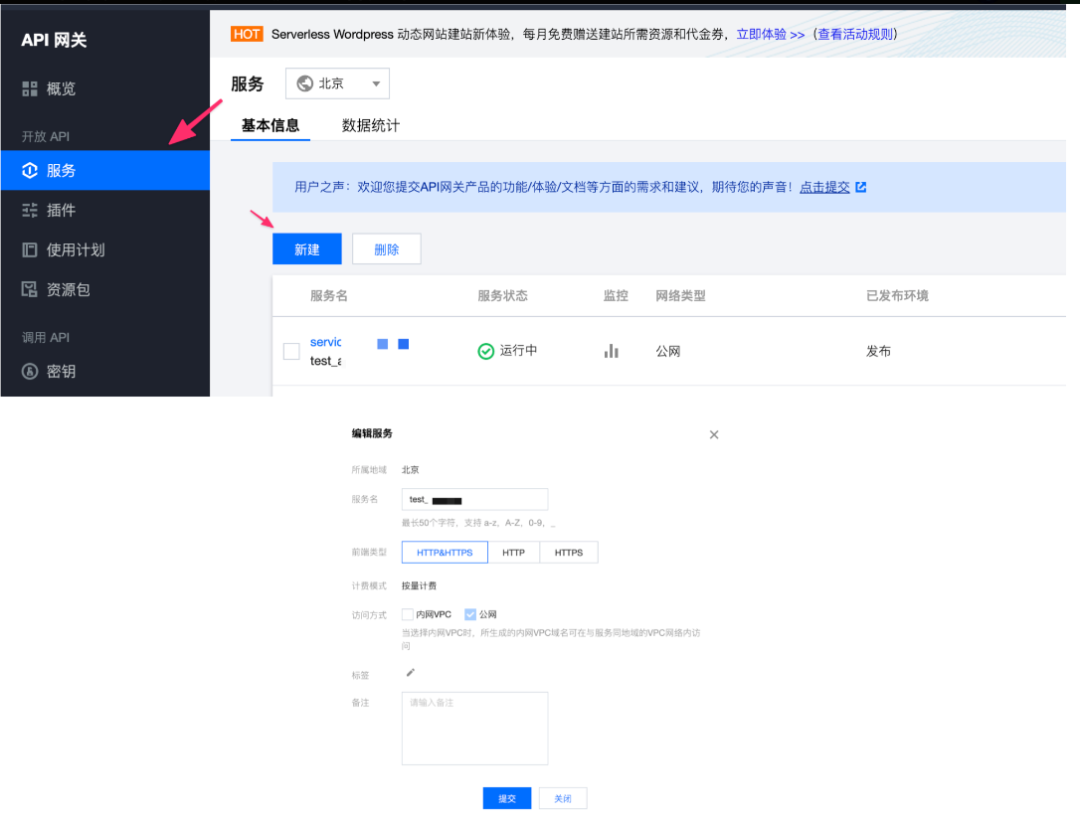 API 网关
HOT Serverless Wordpress 动态网站建站新体验，每月免费赠送建站所需资源和代金券，立即体验 >>（查看活动规则）
概览
服务 北京
开放 API
基本信息 数据统计
服务
用户之声：欢迎您提交API网关产品的功能/体验/文档等方面的需求和建议，期待您的声音！点击提交
插件
使用计划
新建 删除
资源包
服务名 服务状态 监控 网络类型 已发布环境
调用 API
servic
test_a
运行中 公网 发布
密钥
编辑服务
所属地域 北京
服务名 test_
最长50个字符，支持 a-z，A-Z，0-9，_
前端类型 HTTP&HTTPS HTTP HTTPS
计费模式 按量计费
访问方式 内网VPC 公网
当选择内网VPC时，所生成的内网VPC域名可在与服务同地域的VPC网络内访
问
标签
备注 请输入备注
提交 关闭